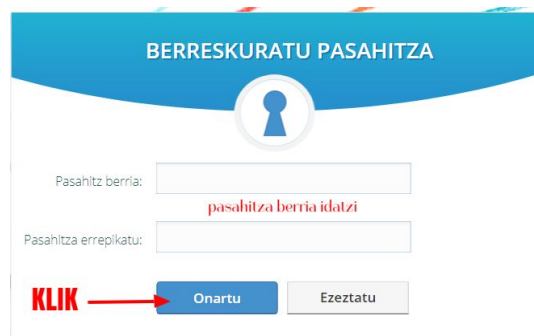 BERRESKURATU PASAHITZA
Pasahitz berria:
pasahitza berria idatzi
Pasahitza errepikatu:
KLIK
Onartu
Ezeztatu